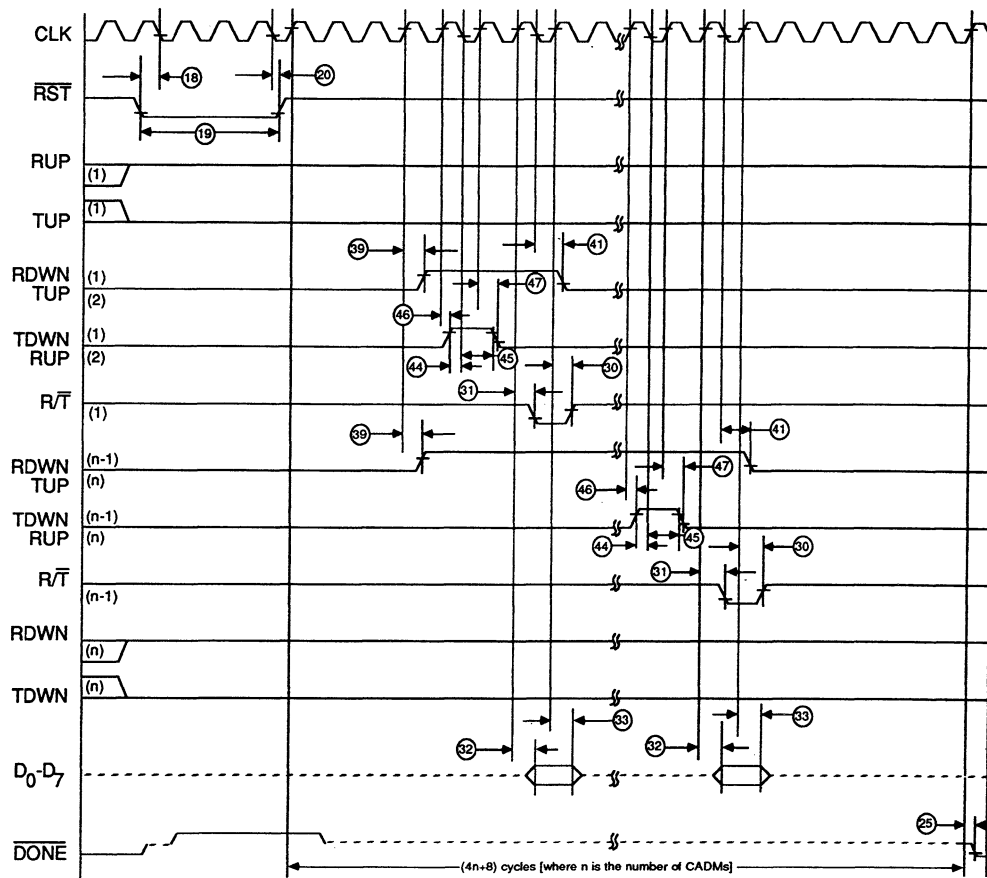 CLK
18
20
RST
19
RUP
(1)
TUP
(1)
39
41
RDWN (1)
TUP (2)
47
46
TDWN (1)
RUP (2)
44
45
30
31
R/T
(1)
39
41
RDWN (n-1)
TUP (n)
47
46
TDWN (n-1)
RUP (n)
44
45
30
31
R/T
(n-1)
RDWN
(n)
TDWN
(n)
33
33
32
32
D0-D7
25
DONE
(4n+8) cycles [where n is the number of CADMs]